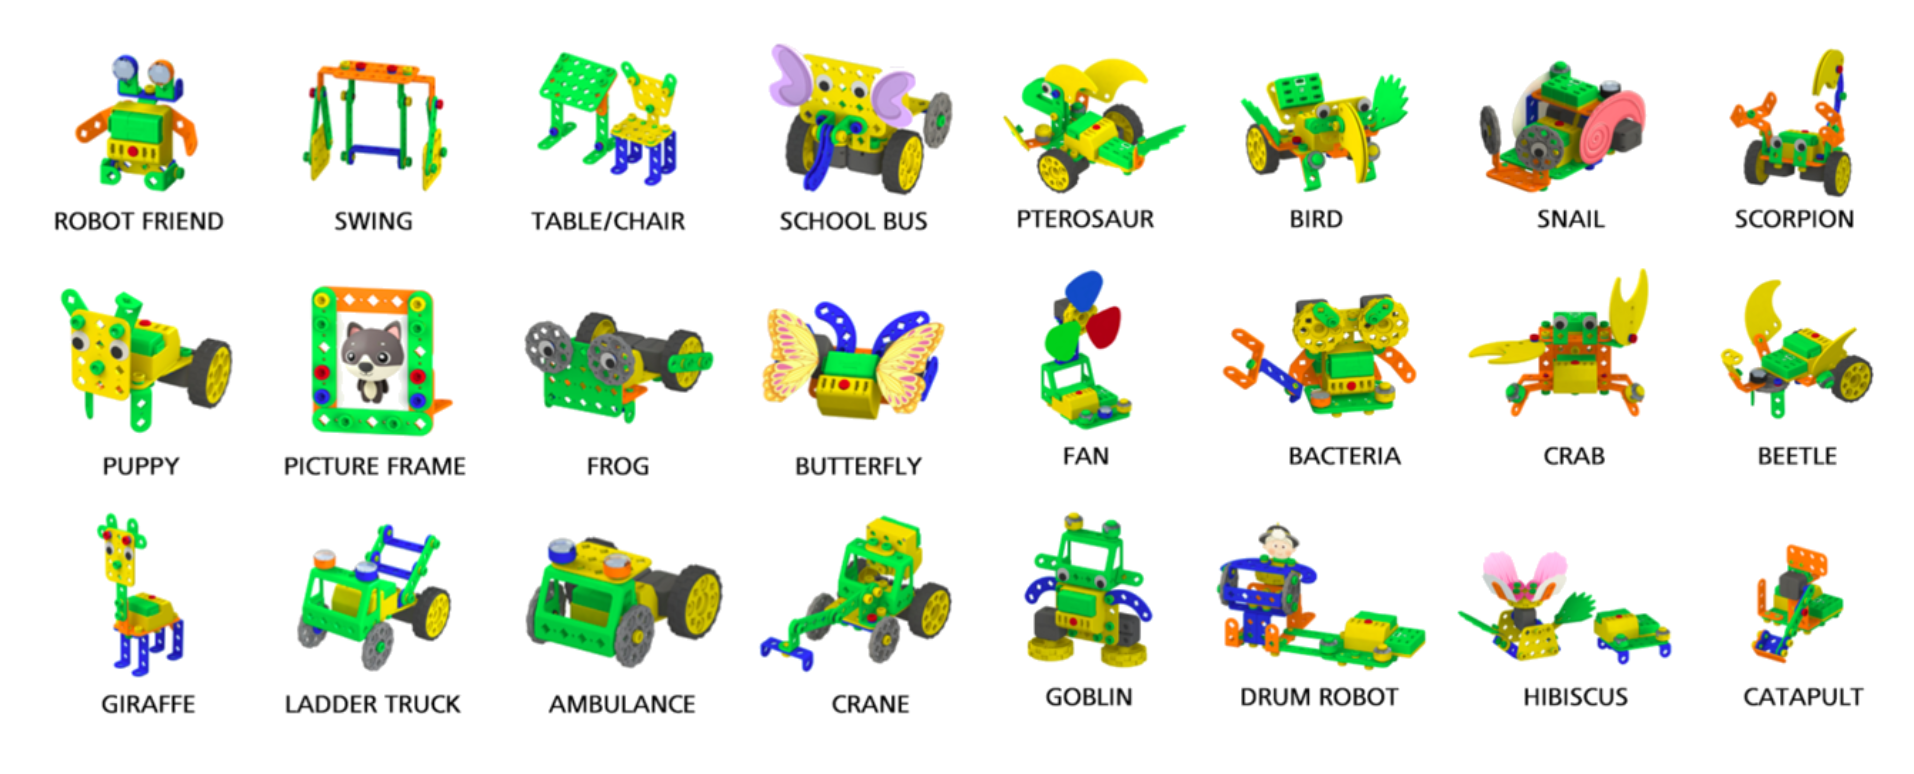 ROBOT FRIEND
SWING
TABLE/CHAIR
SCHOOL BUS
PTEROSAUR
BIRD
SNAIL
SCORPION
PUPPY
PICTURE FRAME
FROG
BUTTERFLY
FAN
BACTERIA
CRAB
BEETLE
GIRAFFE
LADDER TRUCK
AMBULANCE
CRANE
GOBLIN
DRUM ROBOT
HIBISCUS
CATAPULT